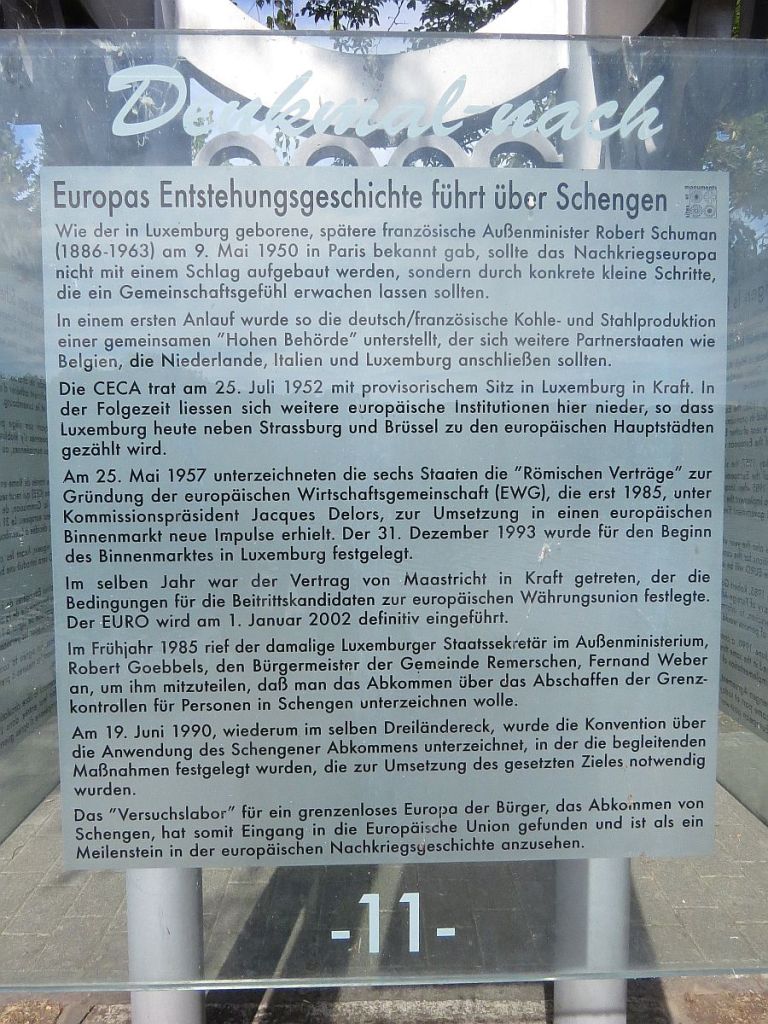 Denkmal-nach
Europas Entstehungsgeschichte führt über Schengen
Wie der in Luxemburg geborene, spätere französische Außenminister Robert Schuman
(1886-1963) am 9. Mai 1950 in Paris bekannt gab, sollte das Nachkriegseuropa
nicht mit einem Schlag aufgebaut werden, sondern durch konkrete kleine Schritte,
die ein Gemeinschaftsgefühl erwachen lassen sollten.
In einem ersten Anlauf wurde so die deutsch/französische Kohle- und Stahlproduktion
einer gemeinsamen "Hohen Behörde" unterstellt, der sich weitere Partnerstaaten wie
Belgien, die Niederlande, Italien und Luxemburg anschließen sollten.
Die CECA trat am 25. Juli 1952 mit provisorischem Sitz in Luxemburg in Kraft. In
der Folgezeit liessen sich weitere europäische Institutionen hier nieder, so dass
Luxemburg heute neben Strassburg und Brüssel zu den europäischen Hauptstädten
gezählt wird.
Am 25. Mai 1957 unterzeichneten die sechs Staaten die "Römischen Verträge" zur
Gründung der europäischen Wirtschaftsgemeinschaft (EWG), die erst 1985, unter
Kommissionspräsident Jacques Delors, zur Umsetzung in einen europäischen
Binnenmarkt neue Impulse erhielt. Der 31. Dezember 1993 wurde für den Beginn
des Binnenmarktes in Luxemburg festgelegt.
Im selben Jahr war der Vertrag von Maastricht in Kraft getreten, der die
Bedingungen für die Beitrittskandidaten zur europäischen Währungsunion festlegte.
Der EURO wird am 1. Januar 2002 definitiv eingeführt.
Im Frühjahr 1985 rief der damalige Luxemburger Staatssekretär im Außenministerium,
Robert Goebbels, den Bürgermeister der Gemeinde Remerschen, Fernand Weber
an, um ihm mitzuteilen, daß man das Abkommen über das Abschaffen der Grenz-
kontrollen für Personen in Schengen unterzeichnen wolle.
Am 19. Juni 1990, wiederum im selben Dreiländereck, wurde die Konvention über
die Anwendung des Schengener Abkommens unterzeichnet, in der die begleitenden
Maßnahmen festgelegt wurden, die zur Umsetzung des gesetzten Zieles notwendig
wurden.
Das "Versuchslabor" für ein grenzenloses Europa der Bürger, das Abkommen von
Schengen, hat somit Eingang in die Europäische Union gefunden und ist als ein
Meilenstein in der europäischen Nachkriegsgeschichte anzusehen.
-11-